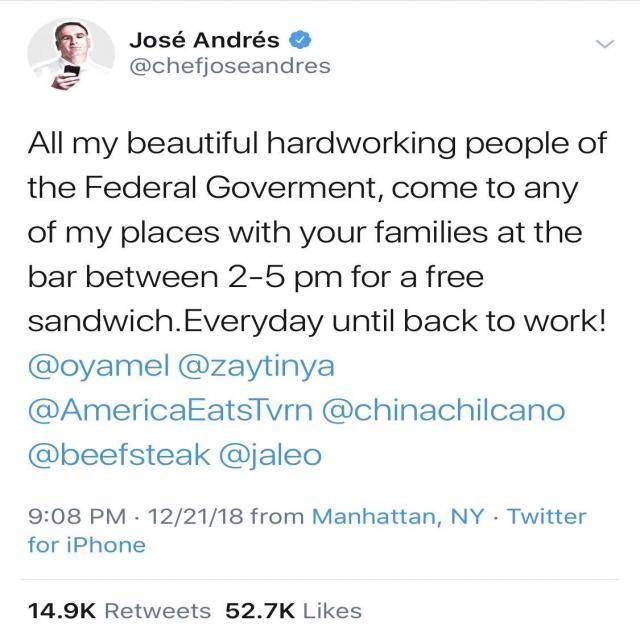 José Andrés
@chefjoseandres
All my beautiful hardworking people of
the Federal Goverment, come to any
of my places with your families at the
bar between 2-5 pm for a free
sandwich.Everyday until back to work!
@oyamel @zaytinya
@AmericaEatsTvrn @chinachilcano
@beefsteak @jaleo
9:08 PM · 12/21/18 from Manhattan, NY · Twitter
for iPhone
14.9K Retweets 52.7K Likes